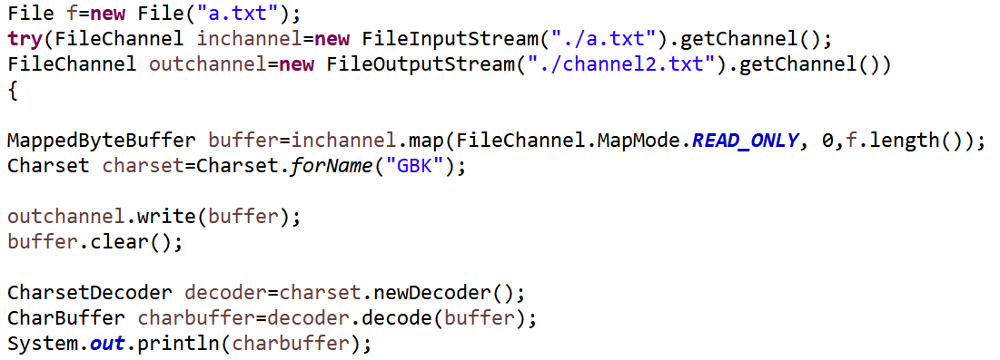 File f=new File("a.txt");
try(FileChannel inchannel=new FileInputStream("./a.txt").getChannel();
FileChannel outchannel=new FileOutputStream("./channel2.txt").getChannel())
{
MappedByteBuffer buffer=inchannel.map(FileChannel.MapMode.READ_ONLY, 0,f.length());
Charset charset=Charset.forName("GBK");
outchannel.write(buffer);
buffer.clear();
CharsetDecoder decoder=charset.newDecoder();
CharBuffer charbuffer=decoder.decode(buffer);
System.out.println(charbuffer);